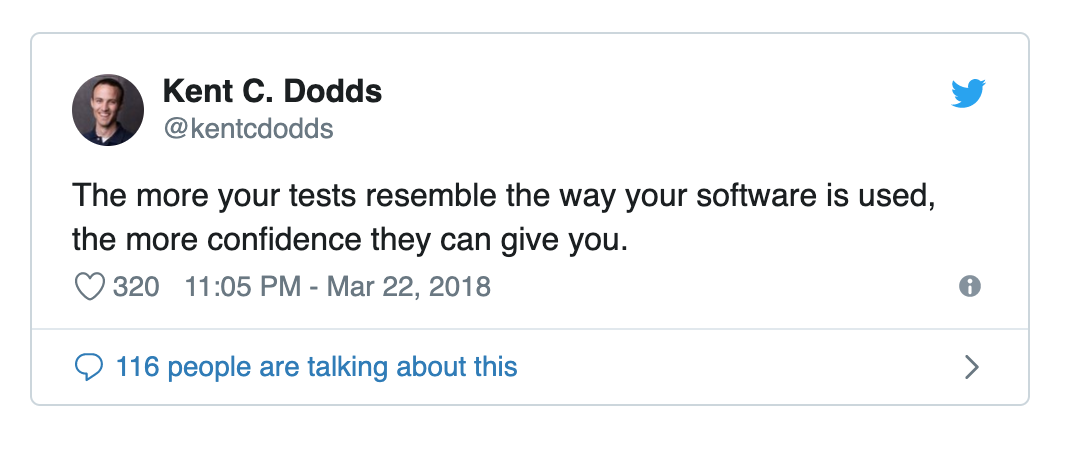 Kent C. Dodds
@kentcdodds
The more your tests resemble the way your software is used,
the more confidence they can give you.
320 11:05 PM - Mar 22, 2018
116 people are talking about this